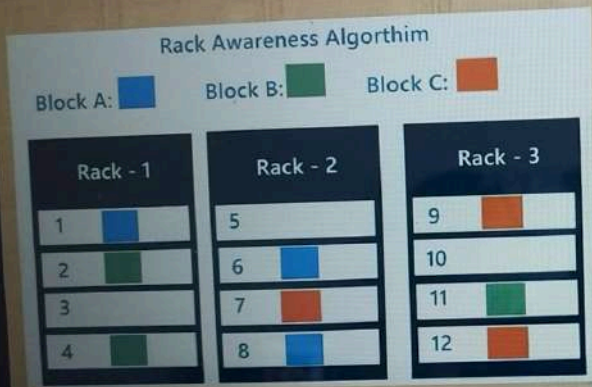 Rack Awareness Algorthim
Block A:
Block B:
Block C:
Rack - 1
1
2
3
4
Rack - 2
5
6
7
8
Rack - 3
9
10
11
12